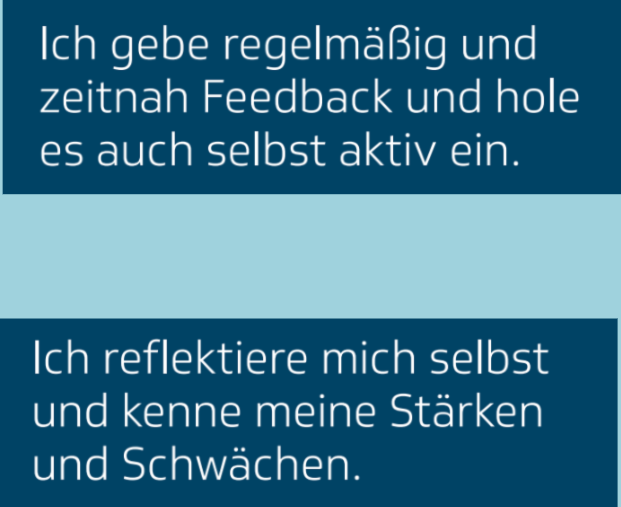 Ich gebe regelmäßig und
zeitnah Feedback und hole
es auch selbst aktiv ein.
Ich reflektiere mich selbst
und kenne meine Stärken
und Schwächen.